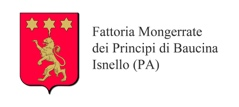 Fattoria Mongerrate
dei Principi di Baucina
Isnello (PA)